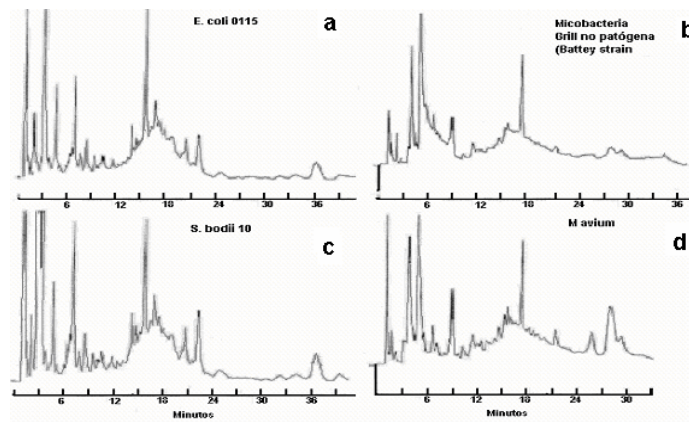 E. coli 0115
a
Micobacteria
Grill no patógena
(Battey strain
b
6 12 18 24 30 36
6 12 18 24 30 36
S. bodii 10
c
M avium
d
6 12 18 24 30 36
Minutos
6 12 18 24 30
Minutos